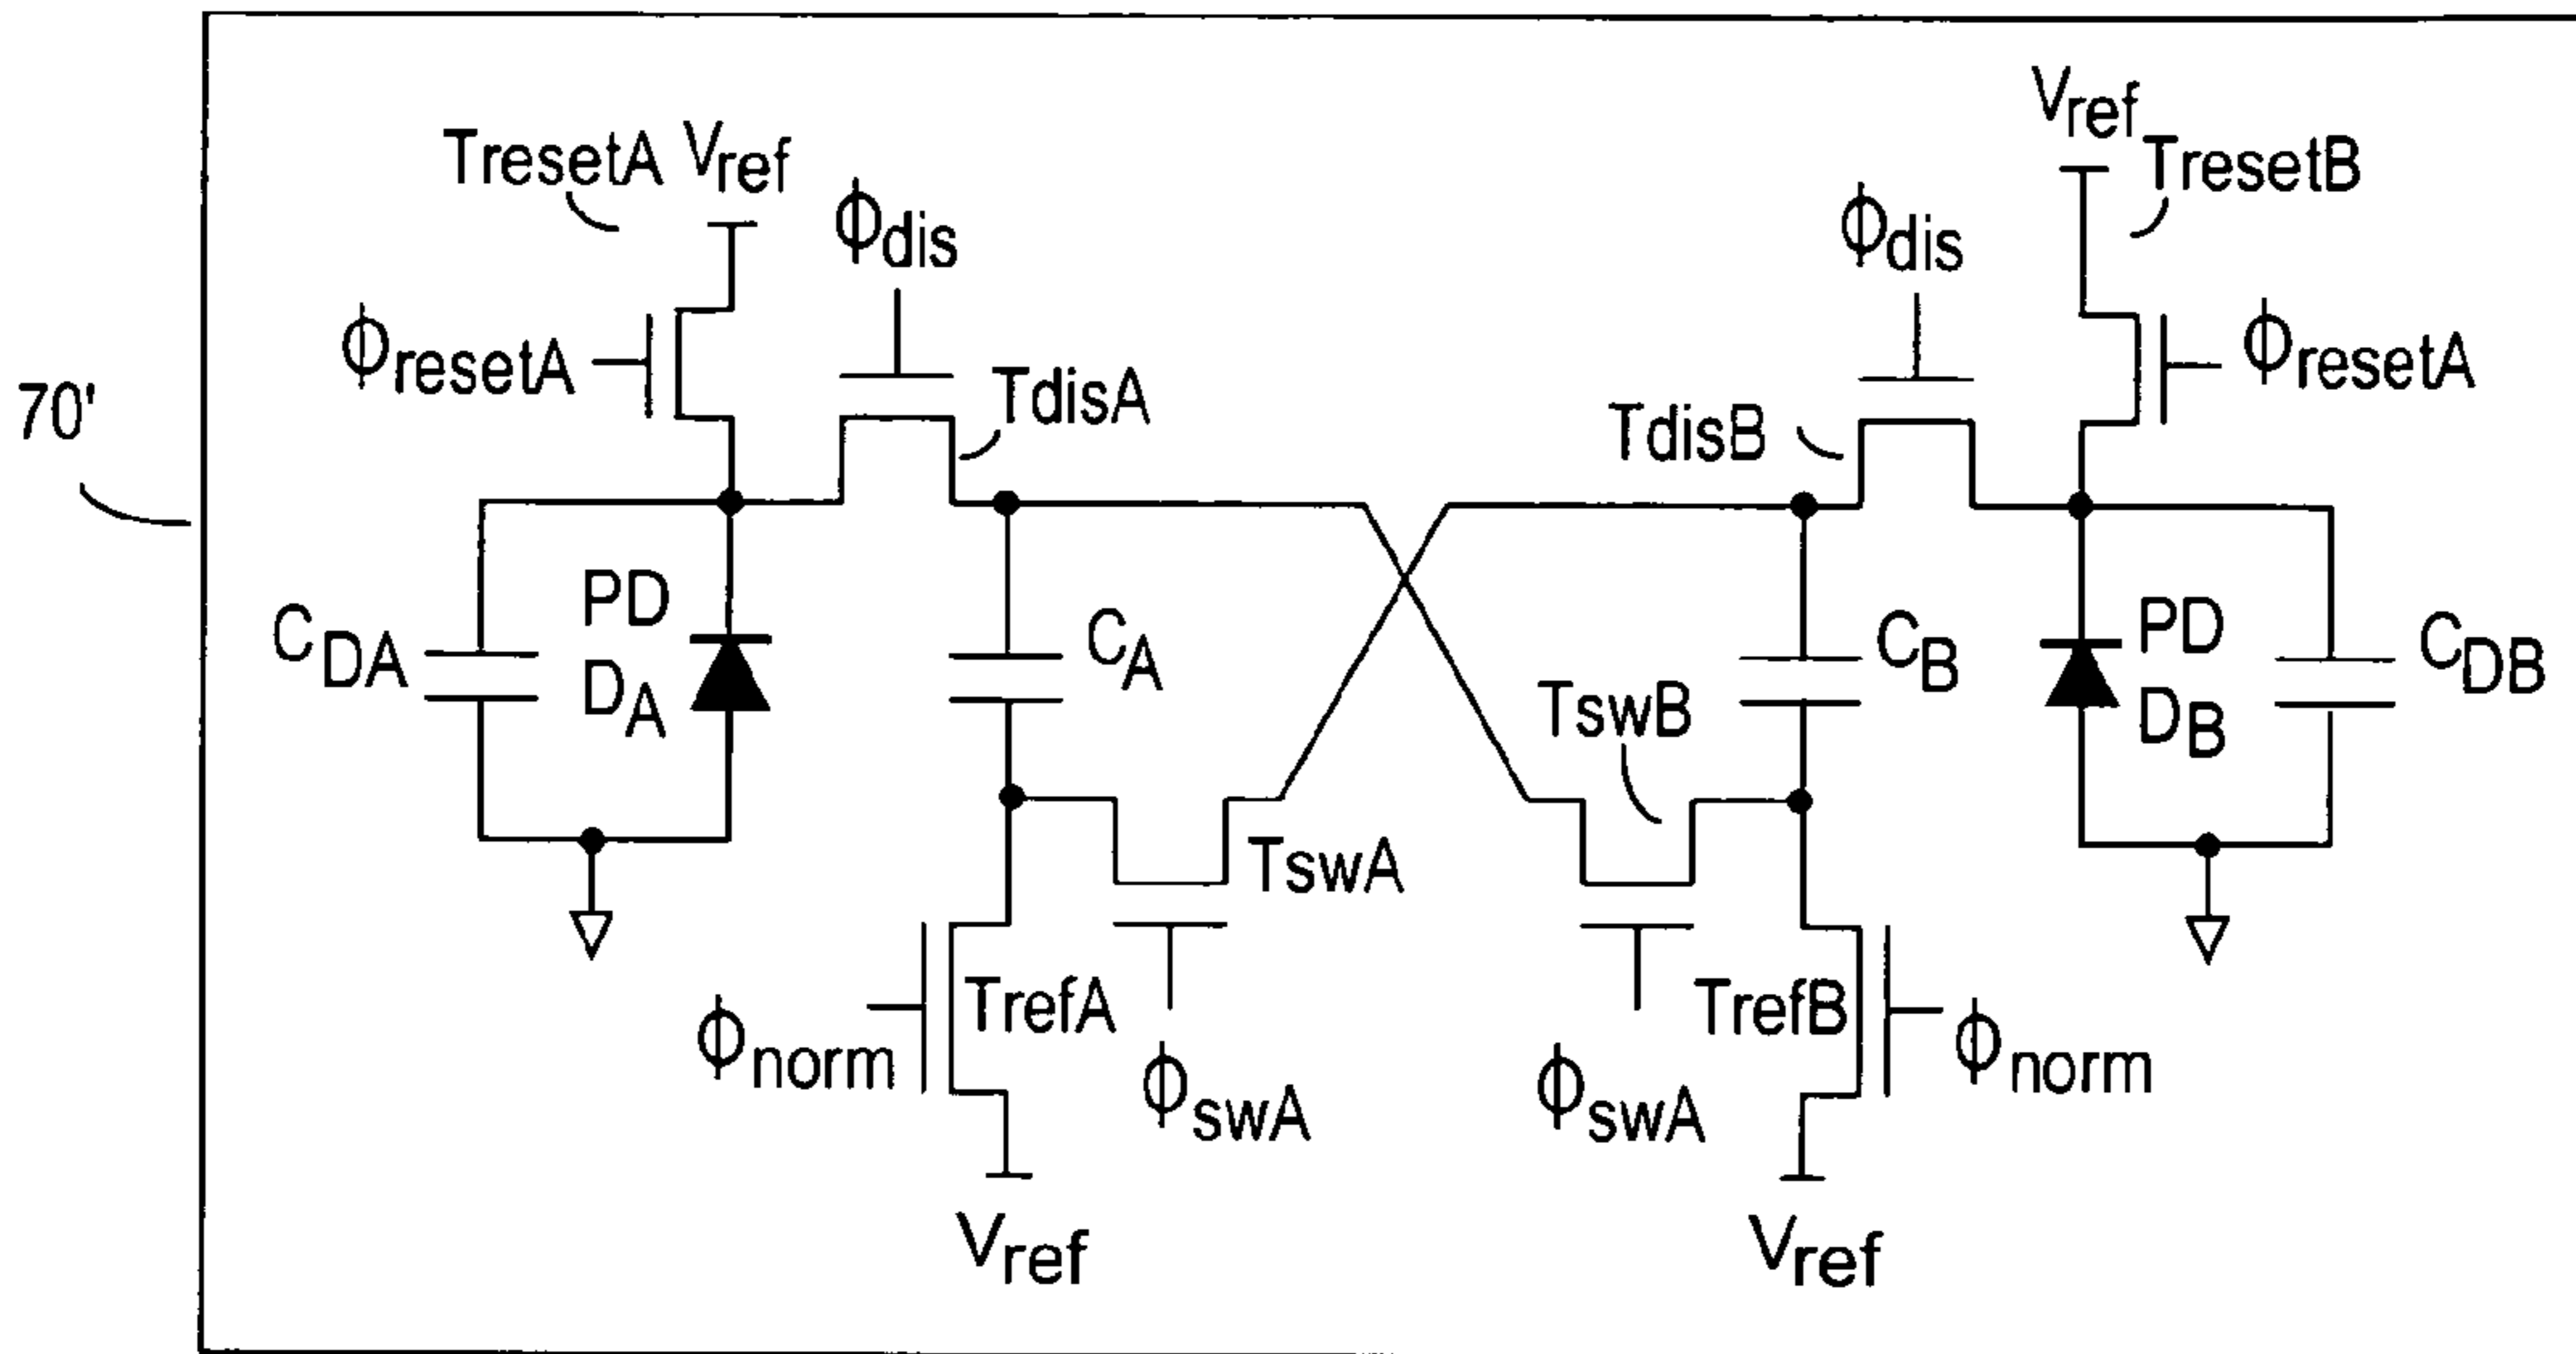 Vref
TresetA Vref
TresetB
ϕdis
ϕdis
ϕresetA
ϕresetA
70'
TdisA
TdisB
CDA
PD
DA
CA
TswB
CB
PD
DB
CDB
TswA
ϕnorm
TrefA
ϕswA
ϕswA
TrefB
ϕnorm
Vref
Vref